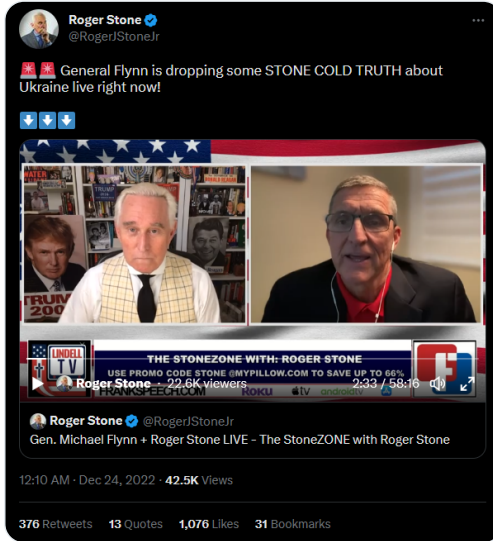 Roger Stone
@RogerJStoneJr
General Flynn is dropping some STONE COLD TRUTH about
Ukraine live right now!
WATER
TRUMP
TRUMP
200
LINDELL
TV
THE STONEZONE WITH: ROGER STONE
USE PROMO CODE STONE @MYPILLOW.COM TO SAVE UP TO 66%
Roger Stone · 22.6K viewers
2:33 / 58:16
FRANKSPEECH.COM
ROKU
tv
androidtv
Roger Stone @RogerJStoneJr
Gen. Michael Flynn + Roger Stone LIVE - The StoneZONE with Roger Stone
12:10 AM · Dec 24, 2022 · 42.5K Views
376 Retweets 13 Quotes 1,076 Likes 31 Bookmarks